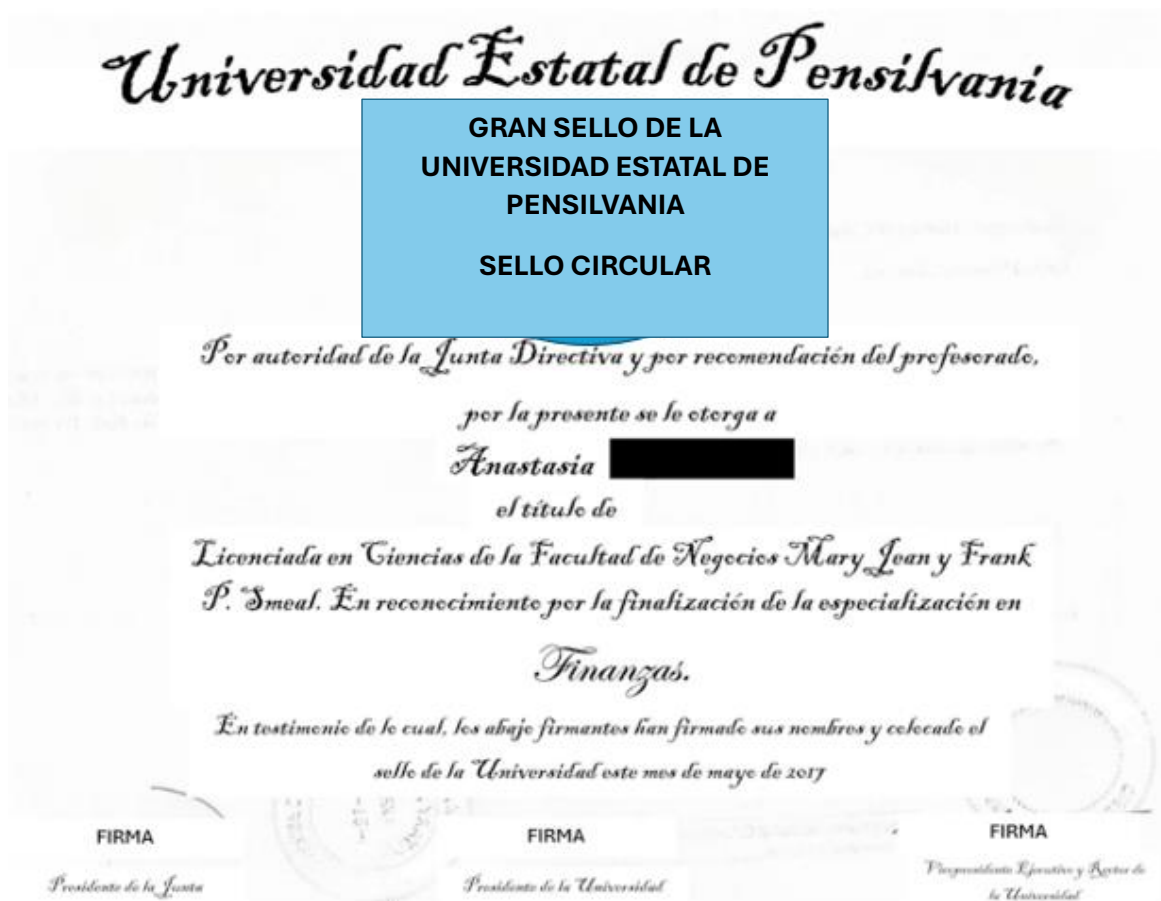 Universidad Estatal de Pensilvania
GRAN SELLO DE LA
UNIVERSIDAD ESTATAL DE
PENSILVANIA
SELLO CIRCULAR
Por autoridad de la Junta Directiva y por recomendación del profesorado,
por la presente se le otorga a
Anastasia
el título de
Licenciada en Ciencias de la Facultad de Negocios Mary Jean y Frank
P. Smeal. En reconocimiento por la finalización de la especialización en
Finanzas.
En testimonio de lo cual, los abajo firmantes han firmado sus nombres y colocado el
sello de la Universidad este mes de mayo de 2017
FIRMA FIRMA FIRMA
Presidente de la Junta Presidente de la Universidad Vicepresidente Ejecutivo y Rector de
la Universidad